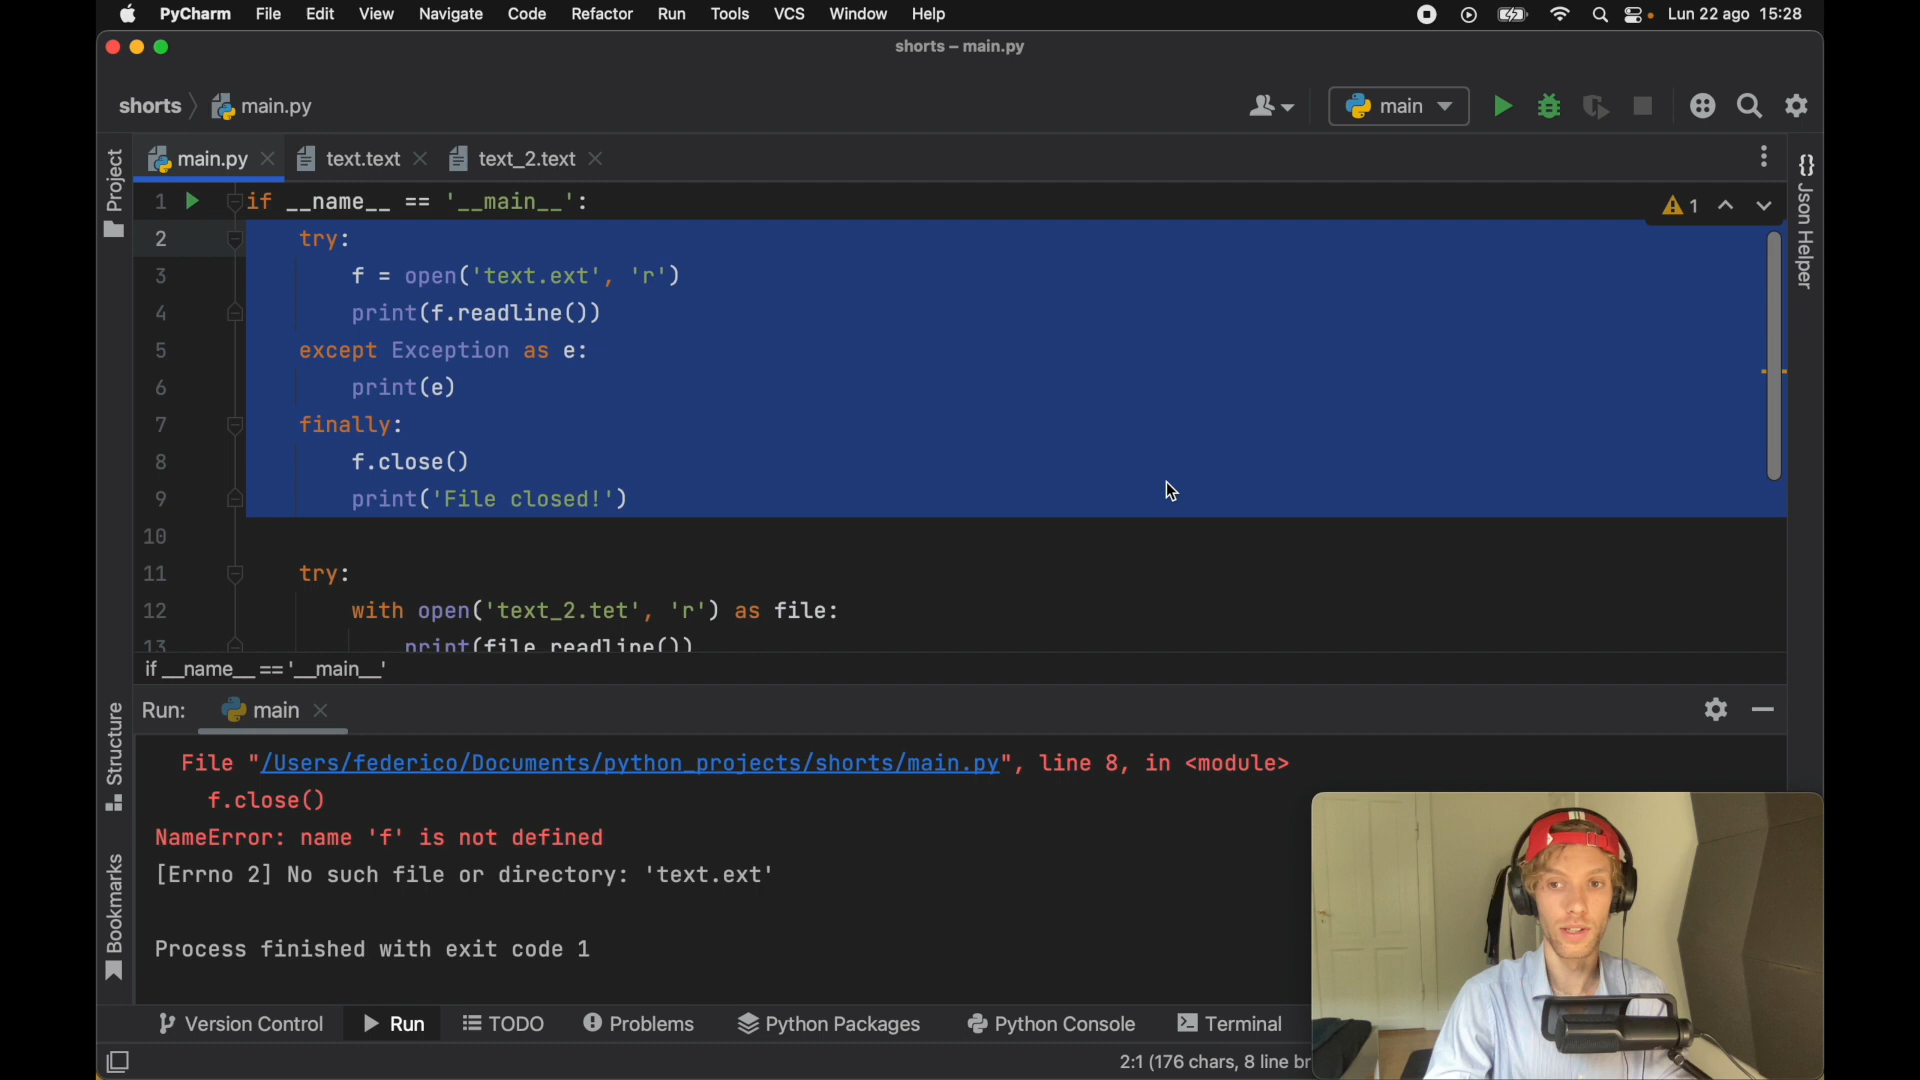 PyCharm File Edit View Navigate Code Refactor Run Tools VCS Window Help Lun 22 ago 15:28
shorts – main.py
shorts main.py main
main.py text.text text_2.text
Project
Json Helper
1 if __name__ == '__main__': 1
2 try:
3 f = open('text.ext', 'r')
4 print(f.readline())
5 except Exception as e:
6 print(e)
7 finally:
8 f.close()
9 print('File closed!')
10
11 try:
12 with open('text_2.tet', 'r') as file:
13 print(file.readline())
if __name__ == '__main__'
Structure
Bookmarks
Run: main
File "/Users/federico/Documents/python_projects/shorts/main.py", line 8, in <module>
f.close()
NameError: name 'f' is not defined
[Errno 2] No such file or directory: 'text.ext'
Process finished with exit code 1
Version Control Run TODO Problems Python Packages Python Console Terminal
2:1 (176 chars, 8 line br